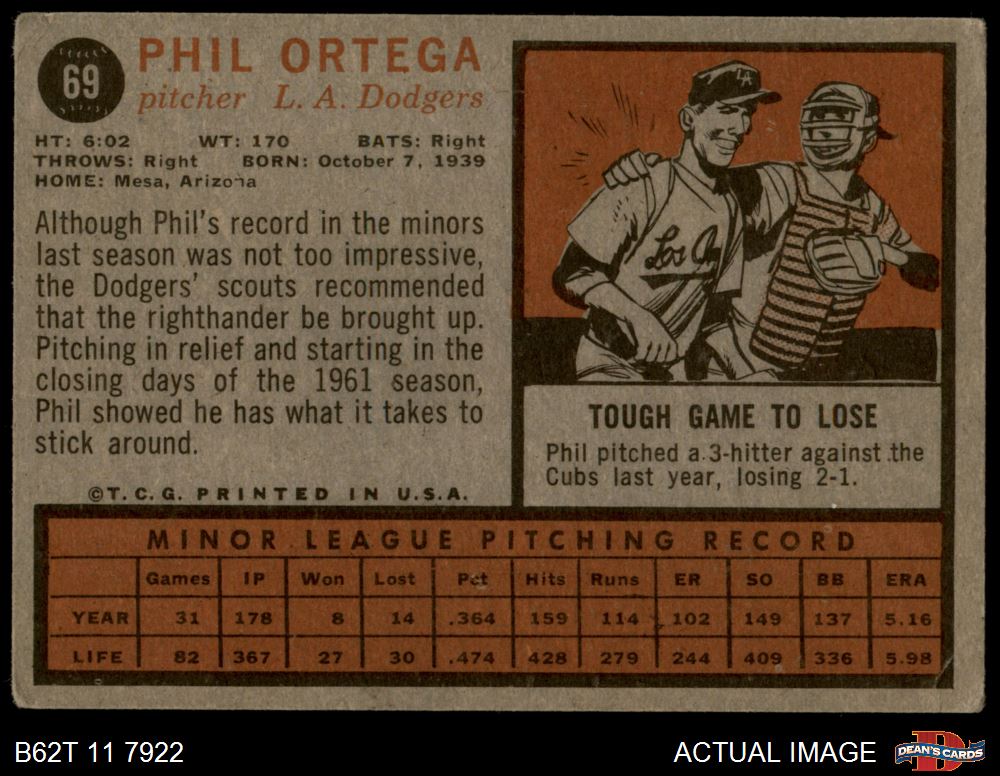 69
PHIL ORTEGA
pitcher L. A. Dodgers
HT: 6:02 WT: 170 BATS: Right
THROWS: Right BORN: October 7, 1939
HOME: Mesa, Arizona
Although Phil's record in the minors
last season was not too impressive,
the Dodgers' scouts recommended
that the righthander be brought up.
Pitching in relief and starting in the
closing days of the 1961 season,
Phil showed he has what it takes to
stick around.
©T. C. G. PRINTED IN U.S.A.
LA
Los An
TOUGH GAME TO LOSE
Phil pitched a 3-hitter against the
Cubs last year, losing 2-1.
MINOR LEAGUE PITCHING RECORD
Games IP Won Lost Pct Hits Runs ER SO BB ERA
YEAR 31 178 8 14 .364 159 114 102 149 137 5.16
LIFE 82 367 27 30 .474 428 279 244 409 336 5.98
B62T 11 7922
ACTUAL IMAGE
D
DEAN'S CARDS